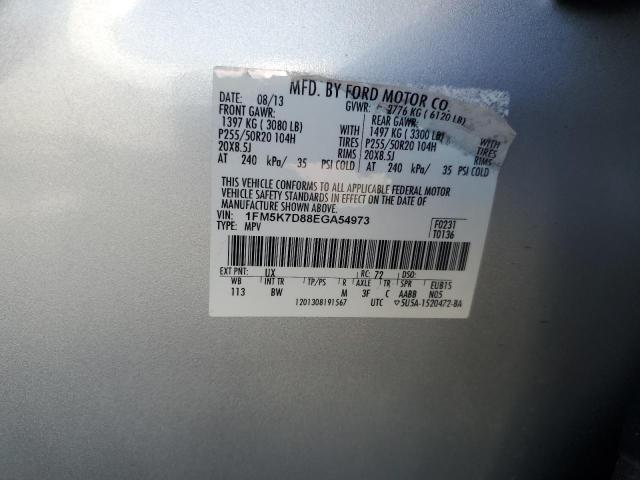 MFD. BY FORD MOTOR CO.
DATE: 08/13 GVWR: 2776 KG ( 6120 LB)
FRONT GAWR: REAR GAWR:
1397 KG ( 3080 LB) WITH 1497 KG ( 3300 LB) WITH
P255/50R20 104H TIRES P255/50R20 104H TIRES
20X8.5J RIMS 20X8.5J RIMS
AT 240 kPa/ 35 PSI COLD AT 240 kPa/ 35 PSI COLD
THIS VEHICLE CONFORMS TO ALL APPLICABLE FEDERAL MOTOR
VEHICLE SAFETY STANDARDS IN EFFECT ON THE DATE OF
MANUFACTURE SHOWN ABOVE.
VIN: 1FM5K7D88EGA54973 F0231
TYPE: MPV T0136
EXT PNT: UX RC: 72 DSO:
WB INT TR TP/PS R AXLE TR SPR EUB15
113 BW M 3F C AABB N05
1201308191567 UTC ▽5U5A-1520472-BA